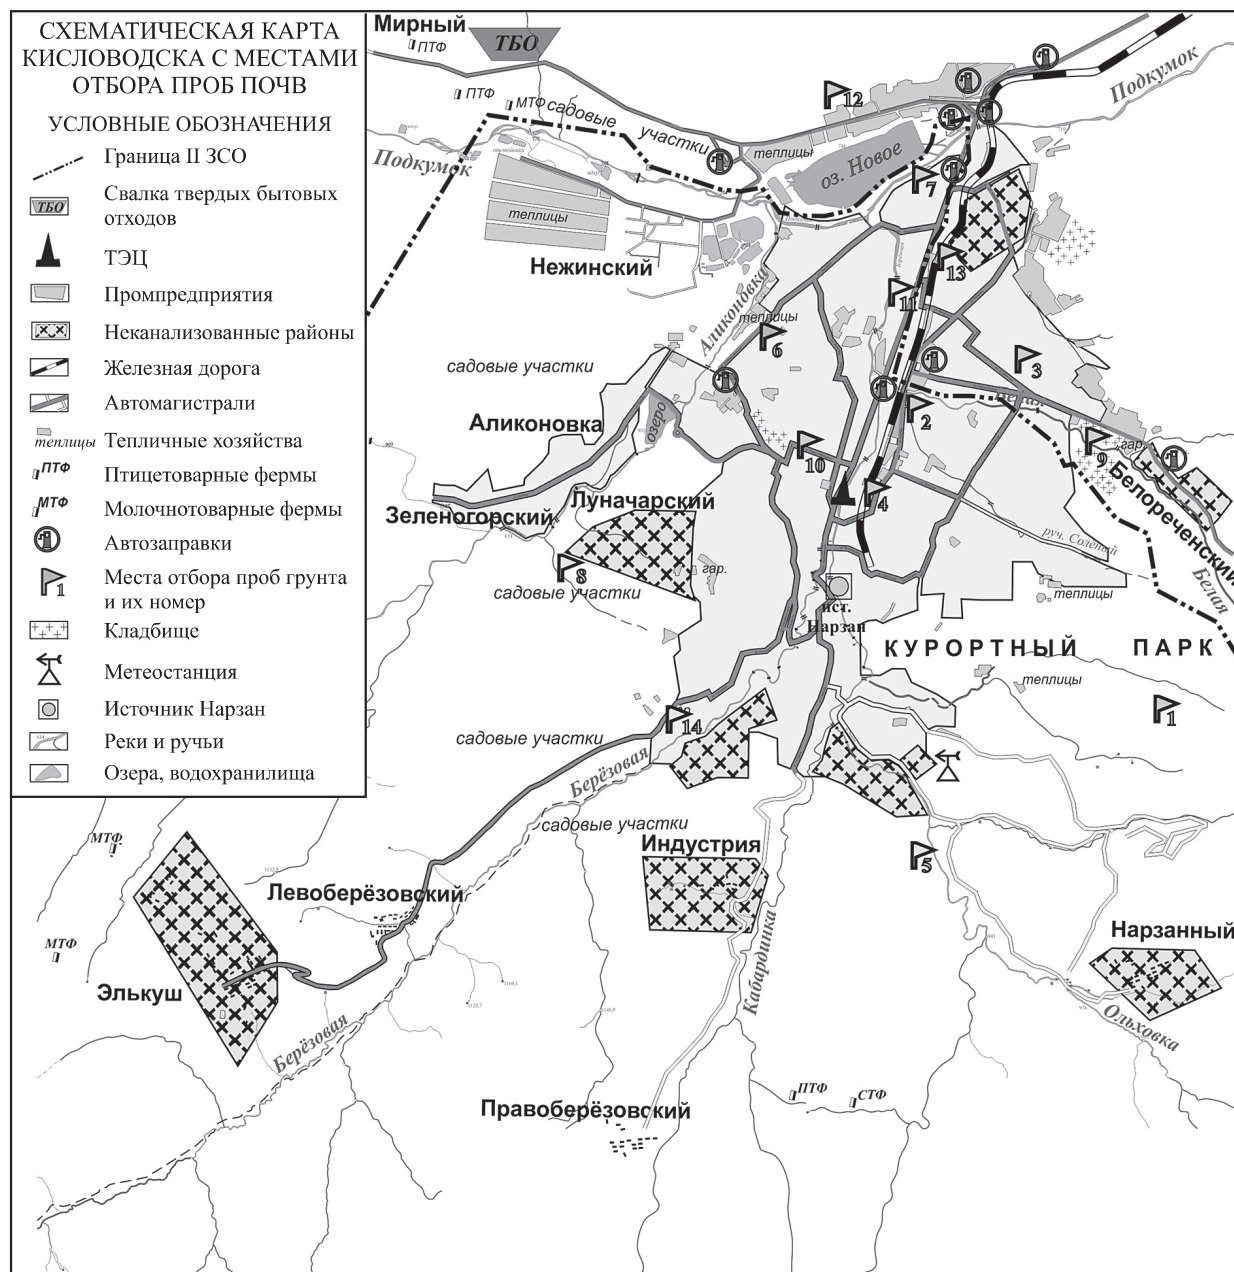 СХЕМАТИЧЕСКАЯ КАРТА
КИСЛОВОДСКА С МЕСТАМИ
ОТБОРА ПРОБ ПОЧВ
УСЛОВНЫЕ ОБОЗНАЧЕНИЯ
Граница II ЗСО
ТБО
Свалка твердых бытовых
отходов
ТЭЦ
Промпредприятия
Неканализованные районы
Железная дорога
Автомагистрали
теплицы Тепличные хозяйства
ПТФ Птицетоварные фермы
МТФ Молочнотоварные фермы
Автозаправки
1 Места отбора проб грунта
и их номер
Кладбище
Метеостанция
Источник Нарзан
Реки и ручьи
Озера, водохранилища
Мирный
ПТФ
ТБО
Подкумок
ПТФ
МТФ
садовые участки
12
Подкумок
теплицы
оз. Новое
7
теплицы
Нежинский
13
11
Аликоновка
теплицы
6
садовые участки
3
Аликоновка
озеро
2
Белая
10
9
гар.
Белореченский
Зеленогорский
Луначарский
4
руч. Солёный
8
гар.
садовые участки
теплицы
Белая
ист.
Нарзан
КУРОРТНЫЙ ПАРК
теплицы
1
14
садовые участки
Берёзовая
садовые участки
МТФ
Индустрия
5
Левоберёзовский
1132,9
Кабардинка
Нарзанный
МТФ
Элькуш
Берёзовая
Ольховка
ПТФ
СТФ
Правоберёзовский